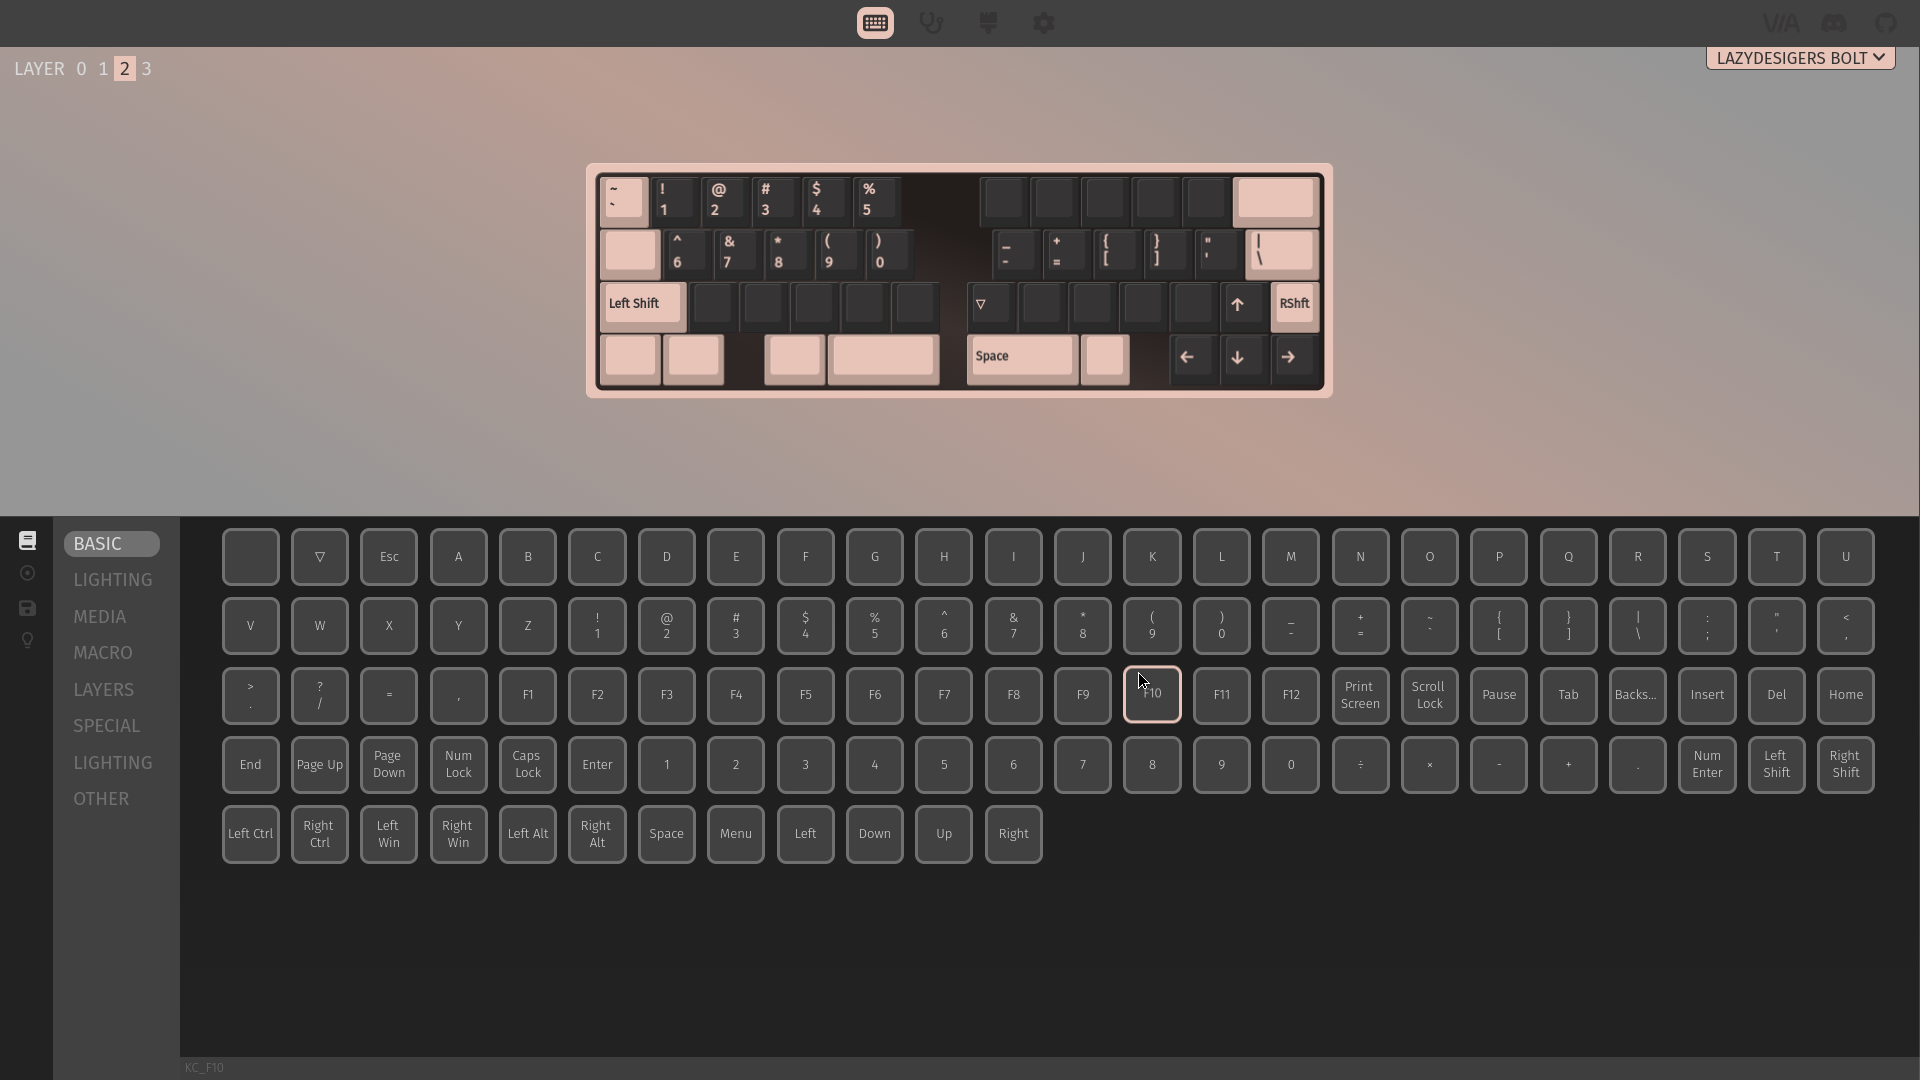 VIA
LAYER 0 1 2 3
LAZYDESIGERS BOLT
~ ! @ # $ %
` 1 2 3 4 5
^ & * ( ) _ + { } " |
6 7 8 9 0 - = [ ] ' \
Left Shift ▽ ↑ RShft
Space ← ↓ →
BASIC
LIGHTING
MEDIA
MACRO
LAYERS
SPECIAL
LIGHTING
OTHER
▽ Esc A B C D E F G H I J K L M N O P Q R S T U
V W X Y Z ! @ # $ % ^ & * ( ) _ + ~ { } | : " <
1 2 3 4 5 6 7 8 9 0 - = ` [ ] \ ; ' ,
> ? = , F1 F2 F3 F4 F5 F6 F7 F8 F9 F10 F11 F12 Print Scroll Pause Tab Backs... Insert Del Home
. / Screen Lock
End Page Up Page Num Caps Enter 1 2 3 4 5 6 7 8 9 0 ÷ × - + . Num Left Right
Down Lock Lock Enter Shift Shift
Left Ctrl Right Left Right Left Alt Right Space Menu Left Down Up Right
Ctrl Win Win Alt
KC_F10